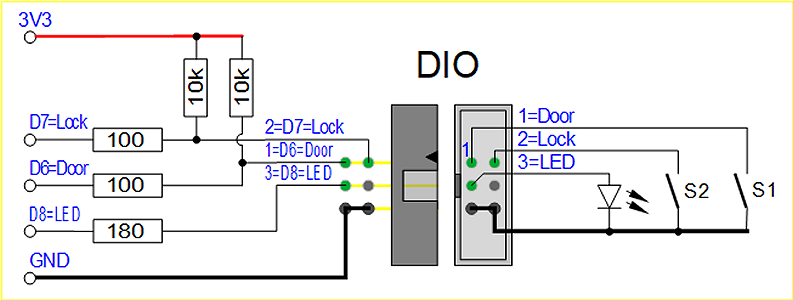 3V3
DIO
10k
10k
D7=Lock
100
2=D7=Lock
1=Door
2=Lock
1=D6=Door
1
3=LED
D6=Door
100
3=D8=LED
S2
S1
D8=LED
180
GND